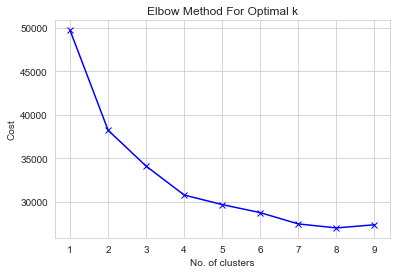 Elbow Method For Optimal k
50000
45000
40000
35000
30000
Cost
1 2 3 4 5 6 7 8 9
No. of clusters